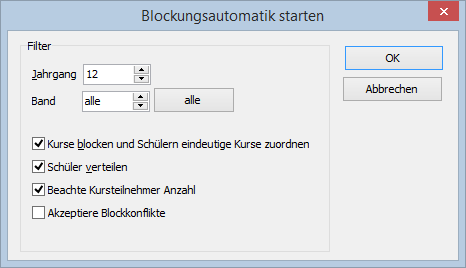 Blockungsautomatik starten
Filter
Jahrgang 12
Band alle alle
Kurse blocken und Schülern eindeutige Kurse zuordnen
Schüler verteilen
Beachte Kursteilnehmer Anzahl
Akzeptiere Blockkonflikte
OK
Abbrechen